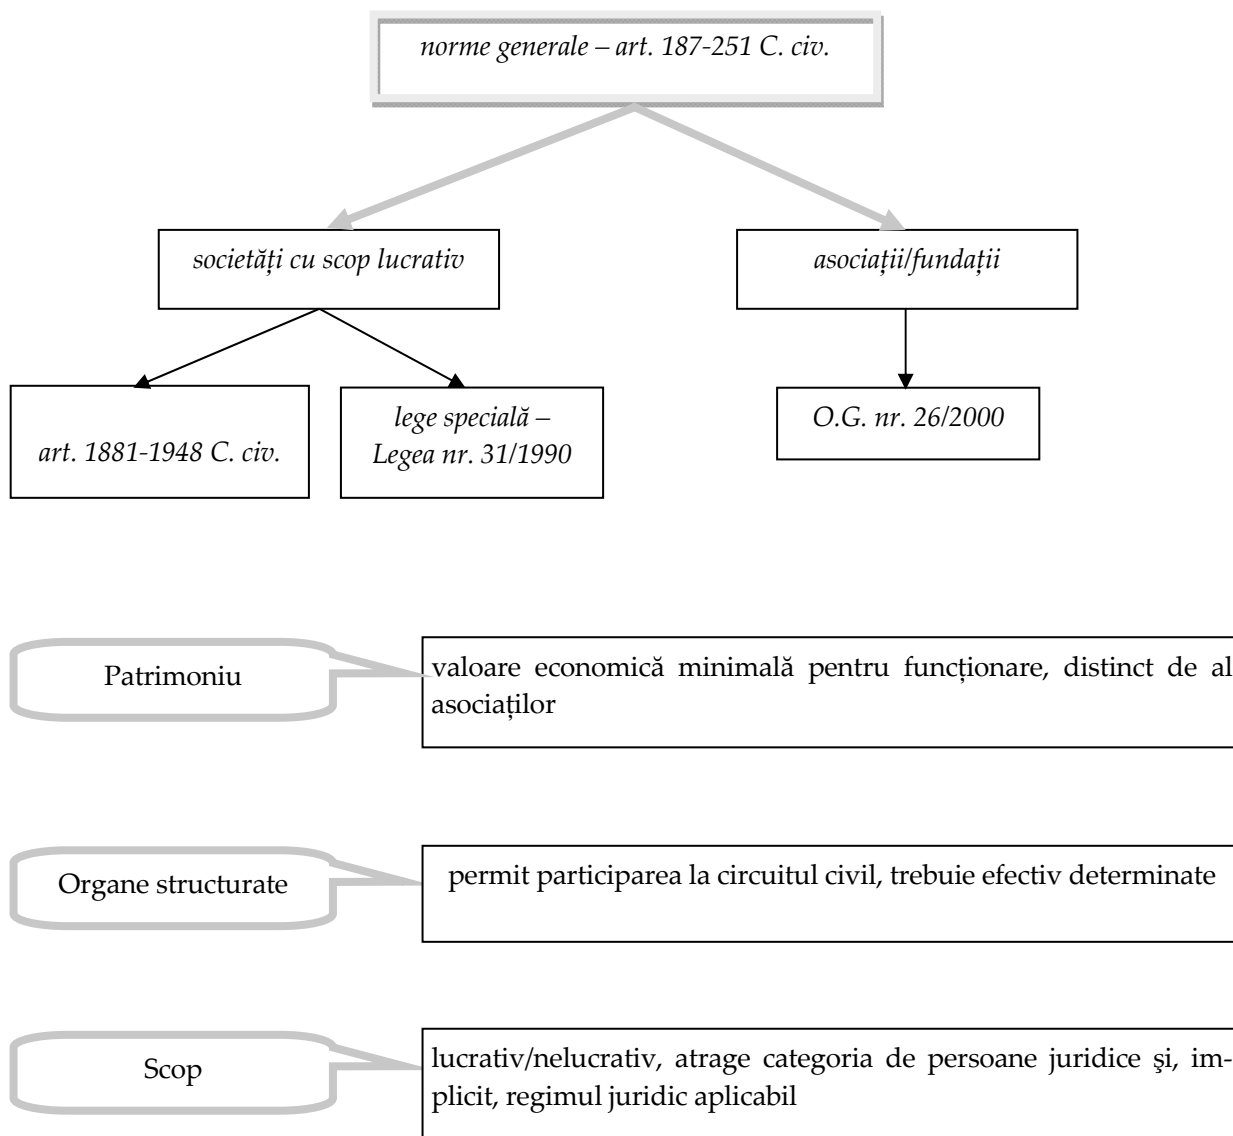 norme generale – art. 187-251 C. civ.
societăți cu scop lucrativ
asociații/fundații
art. 1881-1948 C. civ.
lege specială –
Legea nr. 31/1990
O.G. nr. 26/2000
Patrimoniu
valoare economică minimală pentru funcționare, distinct de al
asociaților
Organe structurate
permit participarea la circuitul civil, trebuie efectiv determinate
Scop
lucrativ/nelucrativ, atrage categoria de persoane juridice şi, im-
plicit, regimul juridic aplicabil